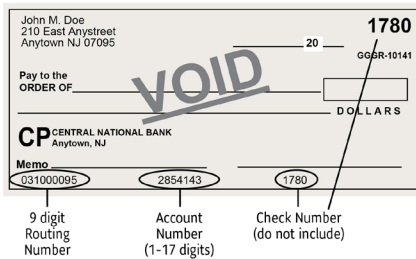 John M. Doe
210 East Anystreet
Anytown NJ 07095
1780
20
GGGR-10141
Pay to the
ORDER OF
VOID
DOLLARS
CP CENTRAL NATIONAL BANK
Anytown, NJ
Memo
031000095 2854143 1780
9 digit
Routing
Number
Account
Number
(1-17 digits)
Check Number
(do not include)